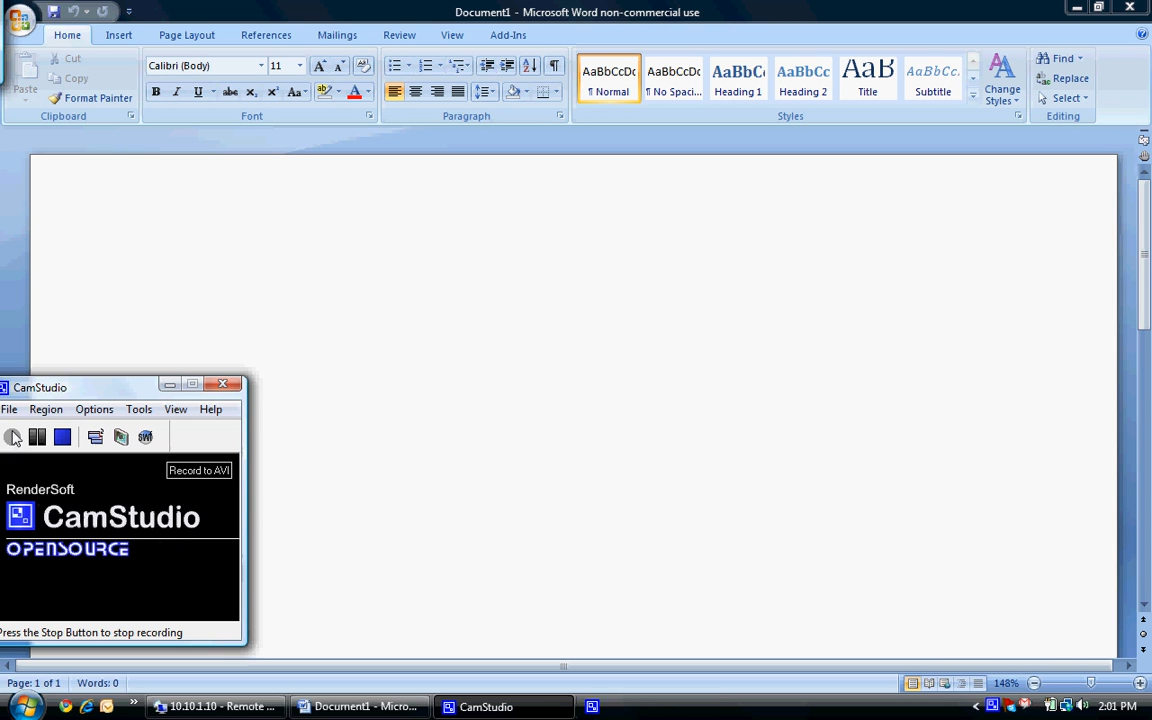 Document1 - Microsoft Word non-commercial use
Home Insert Page Layout References Mailings Review View Add-Ins
Paste
Cut
Copy
Format Painter
Clipboard
Calibri (Body) 11
Font
Paragraph
AaBbCcDc AaBbCcDc AaBbC AaBbCc AaB AaBbCc.
¶ Normal ¶ No Spaci... Heading 1 Heading 2 Title Subtitle
Change
Styles
Styles
Find
Replace
Select
Editing
CamStudio
File Region Options Tools View Help
Record to AVI
RenderSoft
CamStudio
OPENSOURCE
Press the Stop Button to stop recording
Page: 1 of 1 Words: 0
148%
10.10.1.10 - Remote ... Document1 - Micro... CamStudio
2:01 PM